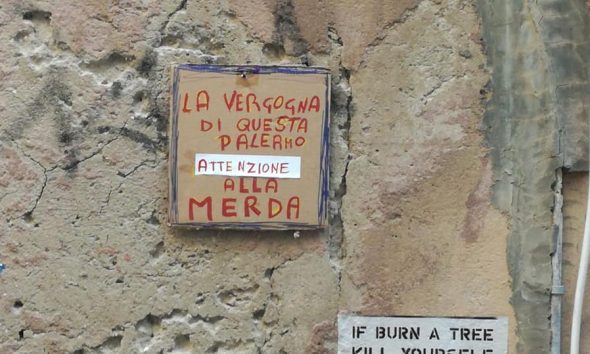 LA VERGOGNA
DI QUESTA
PALERMO
ATTENZIONE
ALLA
MERDA
IF BURN A TREE
KILL YOURSELF